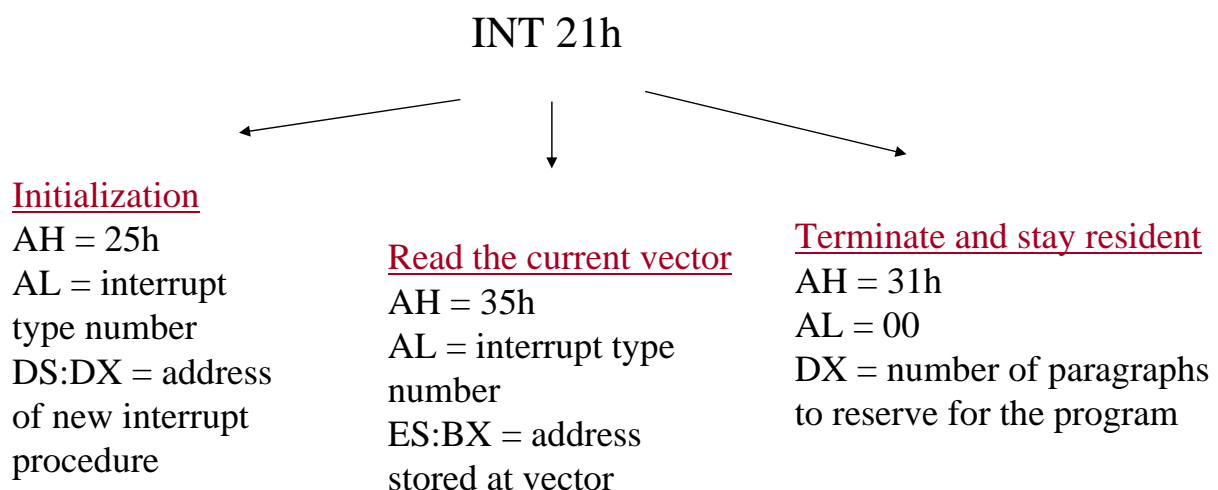 INT 21h
Initialization
AH = 25h
AL = interrupt
type number
DS:DX = address
of new interrupt
procedure
Read the current vector
AH = 35h
AL = interrupt type
number
ES:BX = address
stored at vector
Terminate and stay resident
AH = 31h
AL = 00
DX = number of paragraphs
to reserve for the program